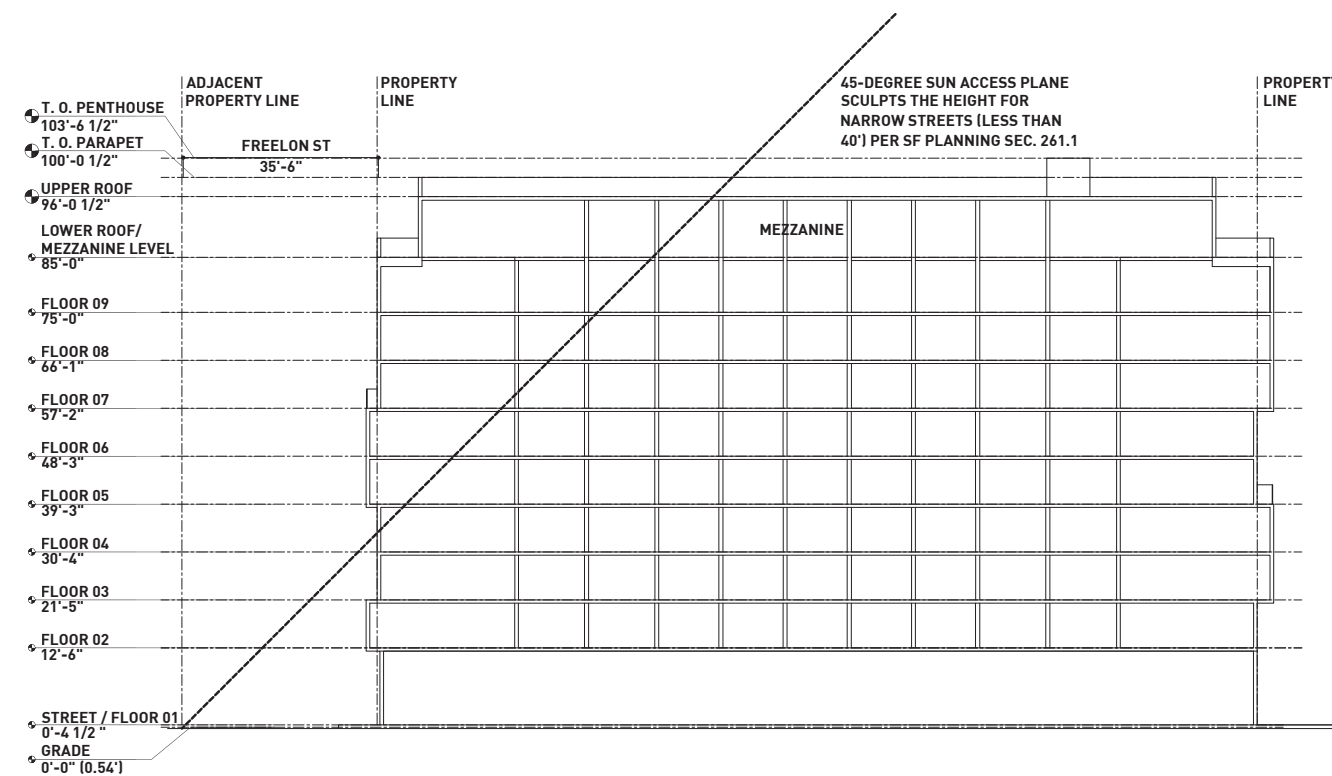 ADJACENT
PROPERTY LINE
PROPERTY
LINE
45-DEGREE SUN ACCESS PLANE
SCULPTS THE HEIGHT FOR
NARROW STREETS (LESS THAN
40') PER SF PLANNING SEC. 261.1
PROPERTY
LINE
T. O. PENTHOUSE
103'-6 1/2"
T. O. PARAPET
100'-0 1/2"
FREELON ST
35'-6"
UPPER ROOF
96'-0 1/2"
LOWER ROOF/
MEZZANINE LEVEL
85'-0"
MEZZANINE
FLOOR 09
75'-0"
FLOOR 08
66'-1"
FLOOR 07
57'-2"
FLOOR 06
48'-3"
FLOOR 05
39'-3"
FLOOR 04
30'-4"
FLOOR 03
21'-5"
FLOOR 02
12'-6"
STREET / FLOOR 01
0'-4 1/2 "
GRADE
0'-0" (0.54')